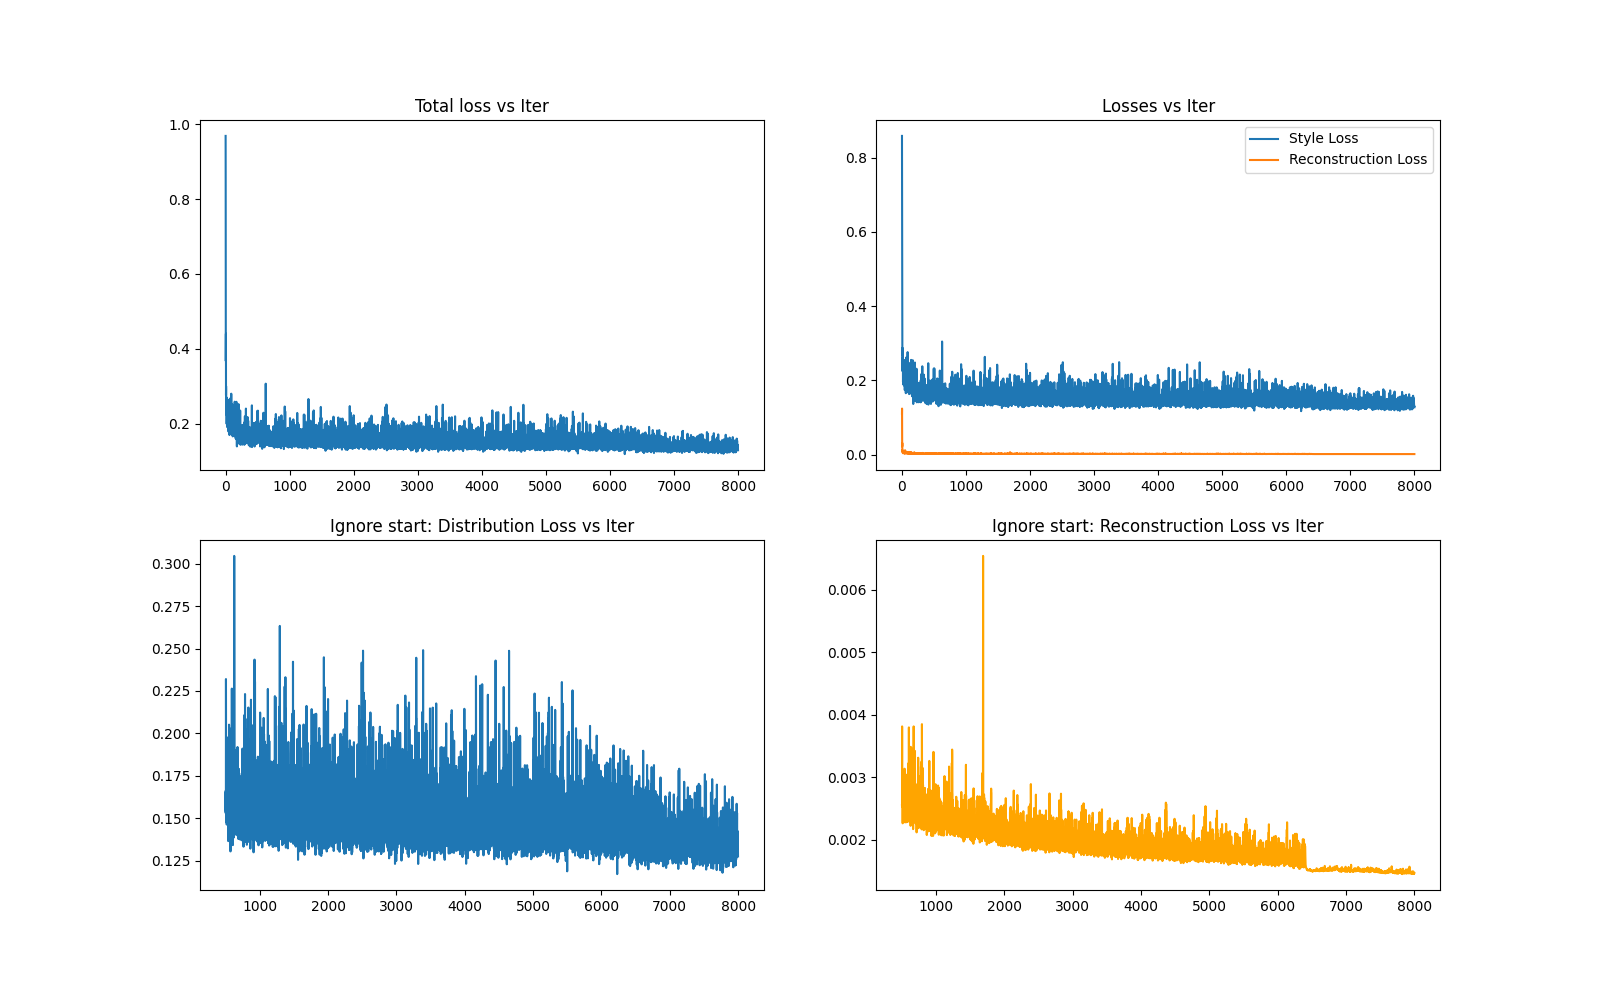 Total loss vs Iter
1.0
0.8
0.6
0.4
0.2
0 1000 2000 3000 4000 5000 6000 7000 8000
Losses vs Iter
Style Loss
Reconstruction Loss
0.8
0.6
0.4
0.2
0.0
0 1000 2000 3000 4000 5000 6000 7000 8000
Ignore start: Distribution Loss vs Iter
0.300
0.275
0.250
0.225
0.200
0.175
0.150
0.125
1000 2000 3000 4000 5000 6000 7000 8000
Ignore start: Reconstruction Loss vs Iter
0.006
0.005
0.004
0.003
0.002
1000 2000 3000 4000 5000 6000 7000 8000